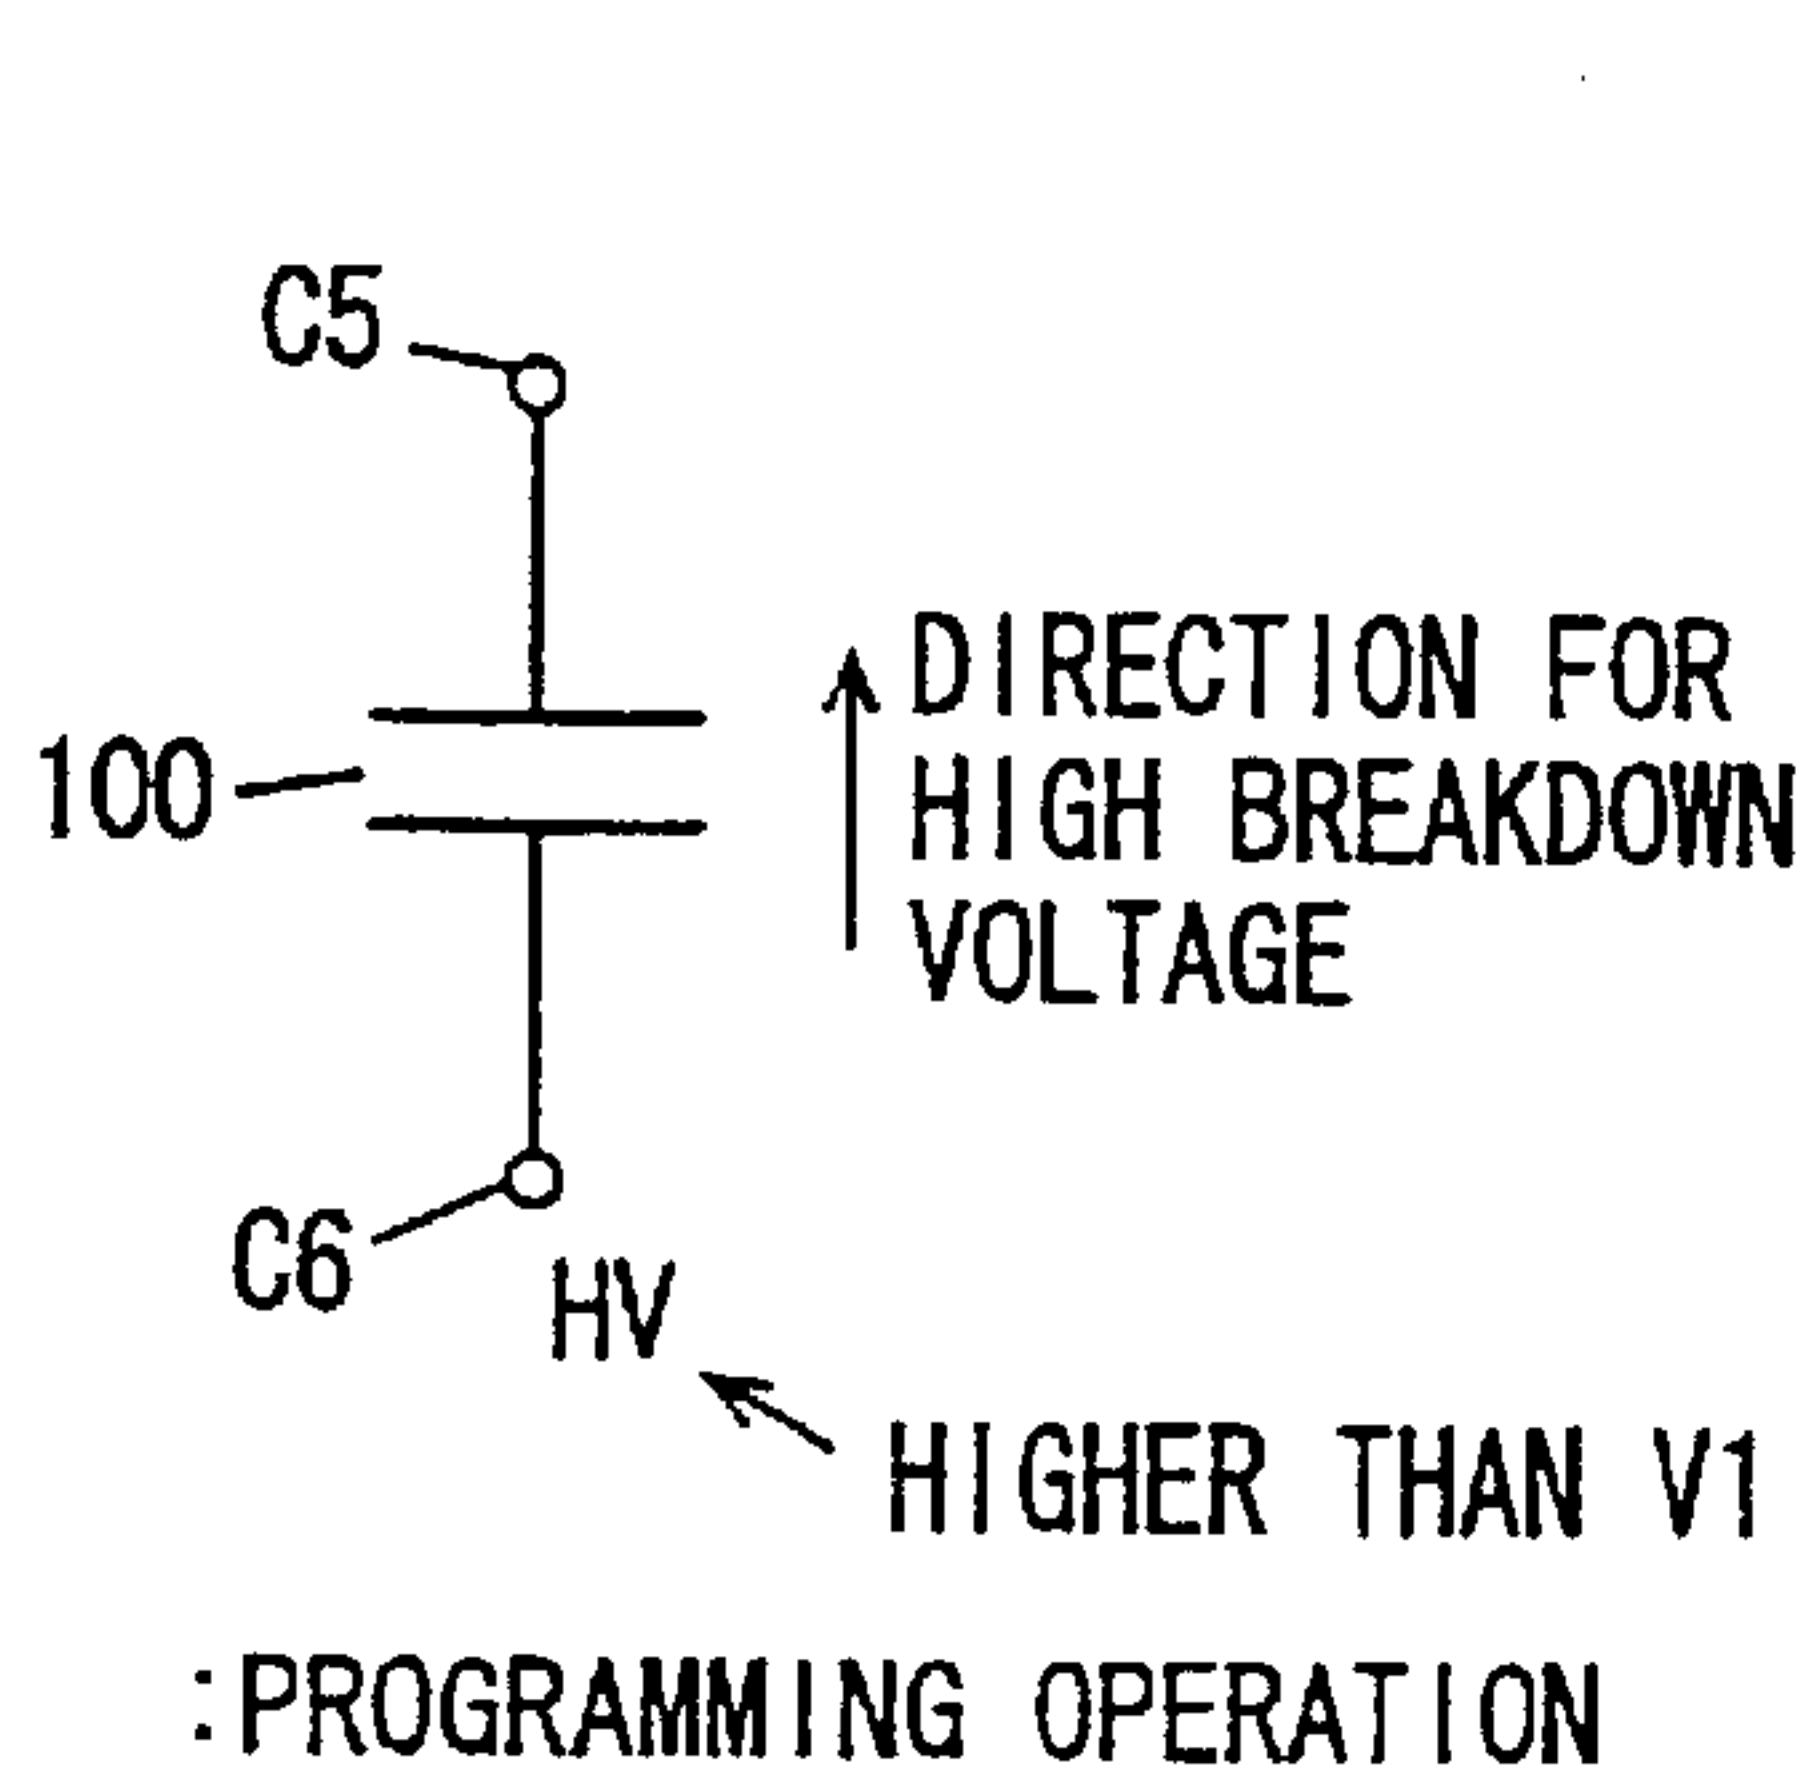 C5
100
DIRECTION FOR
HIGH BREAKDOWN
VOLTAGE
C6
HV
HIGHER THAN V1
:PROGRAMMING OPERATION